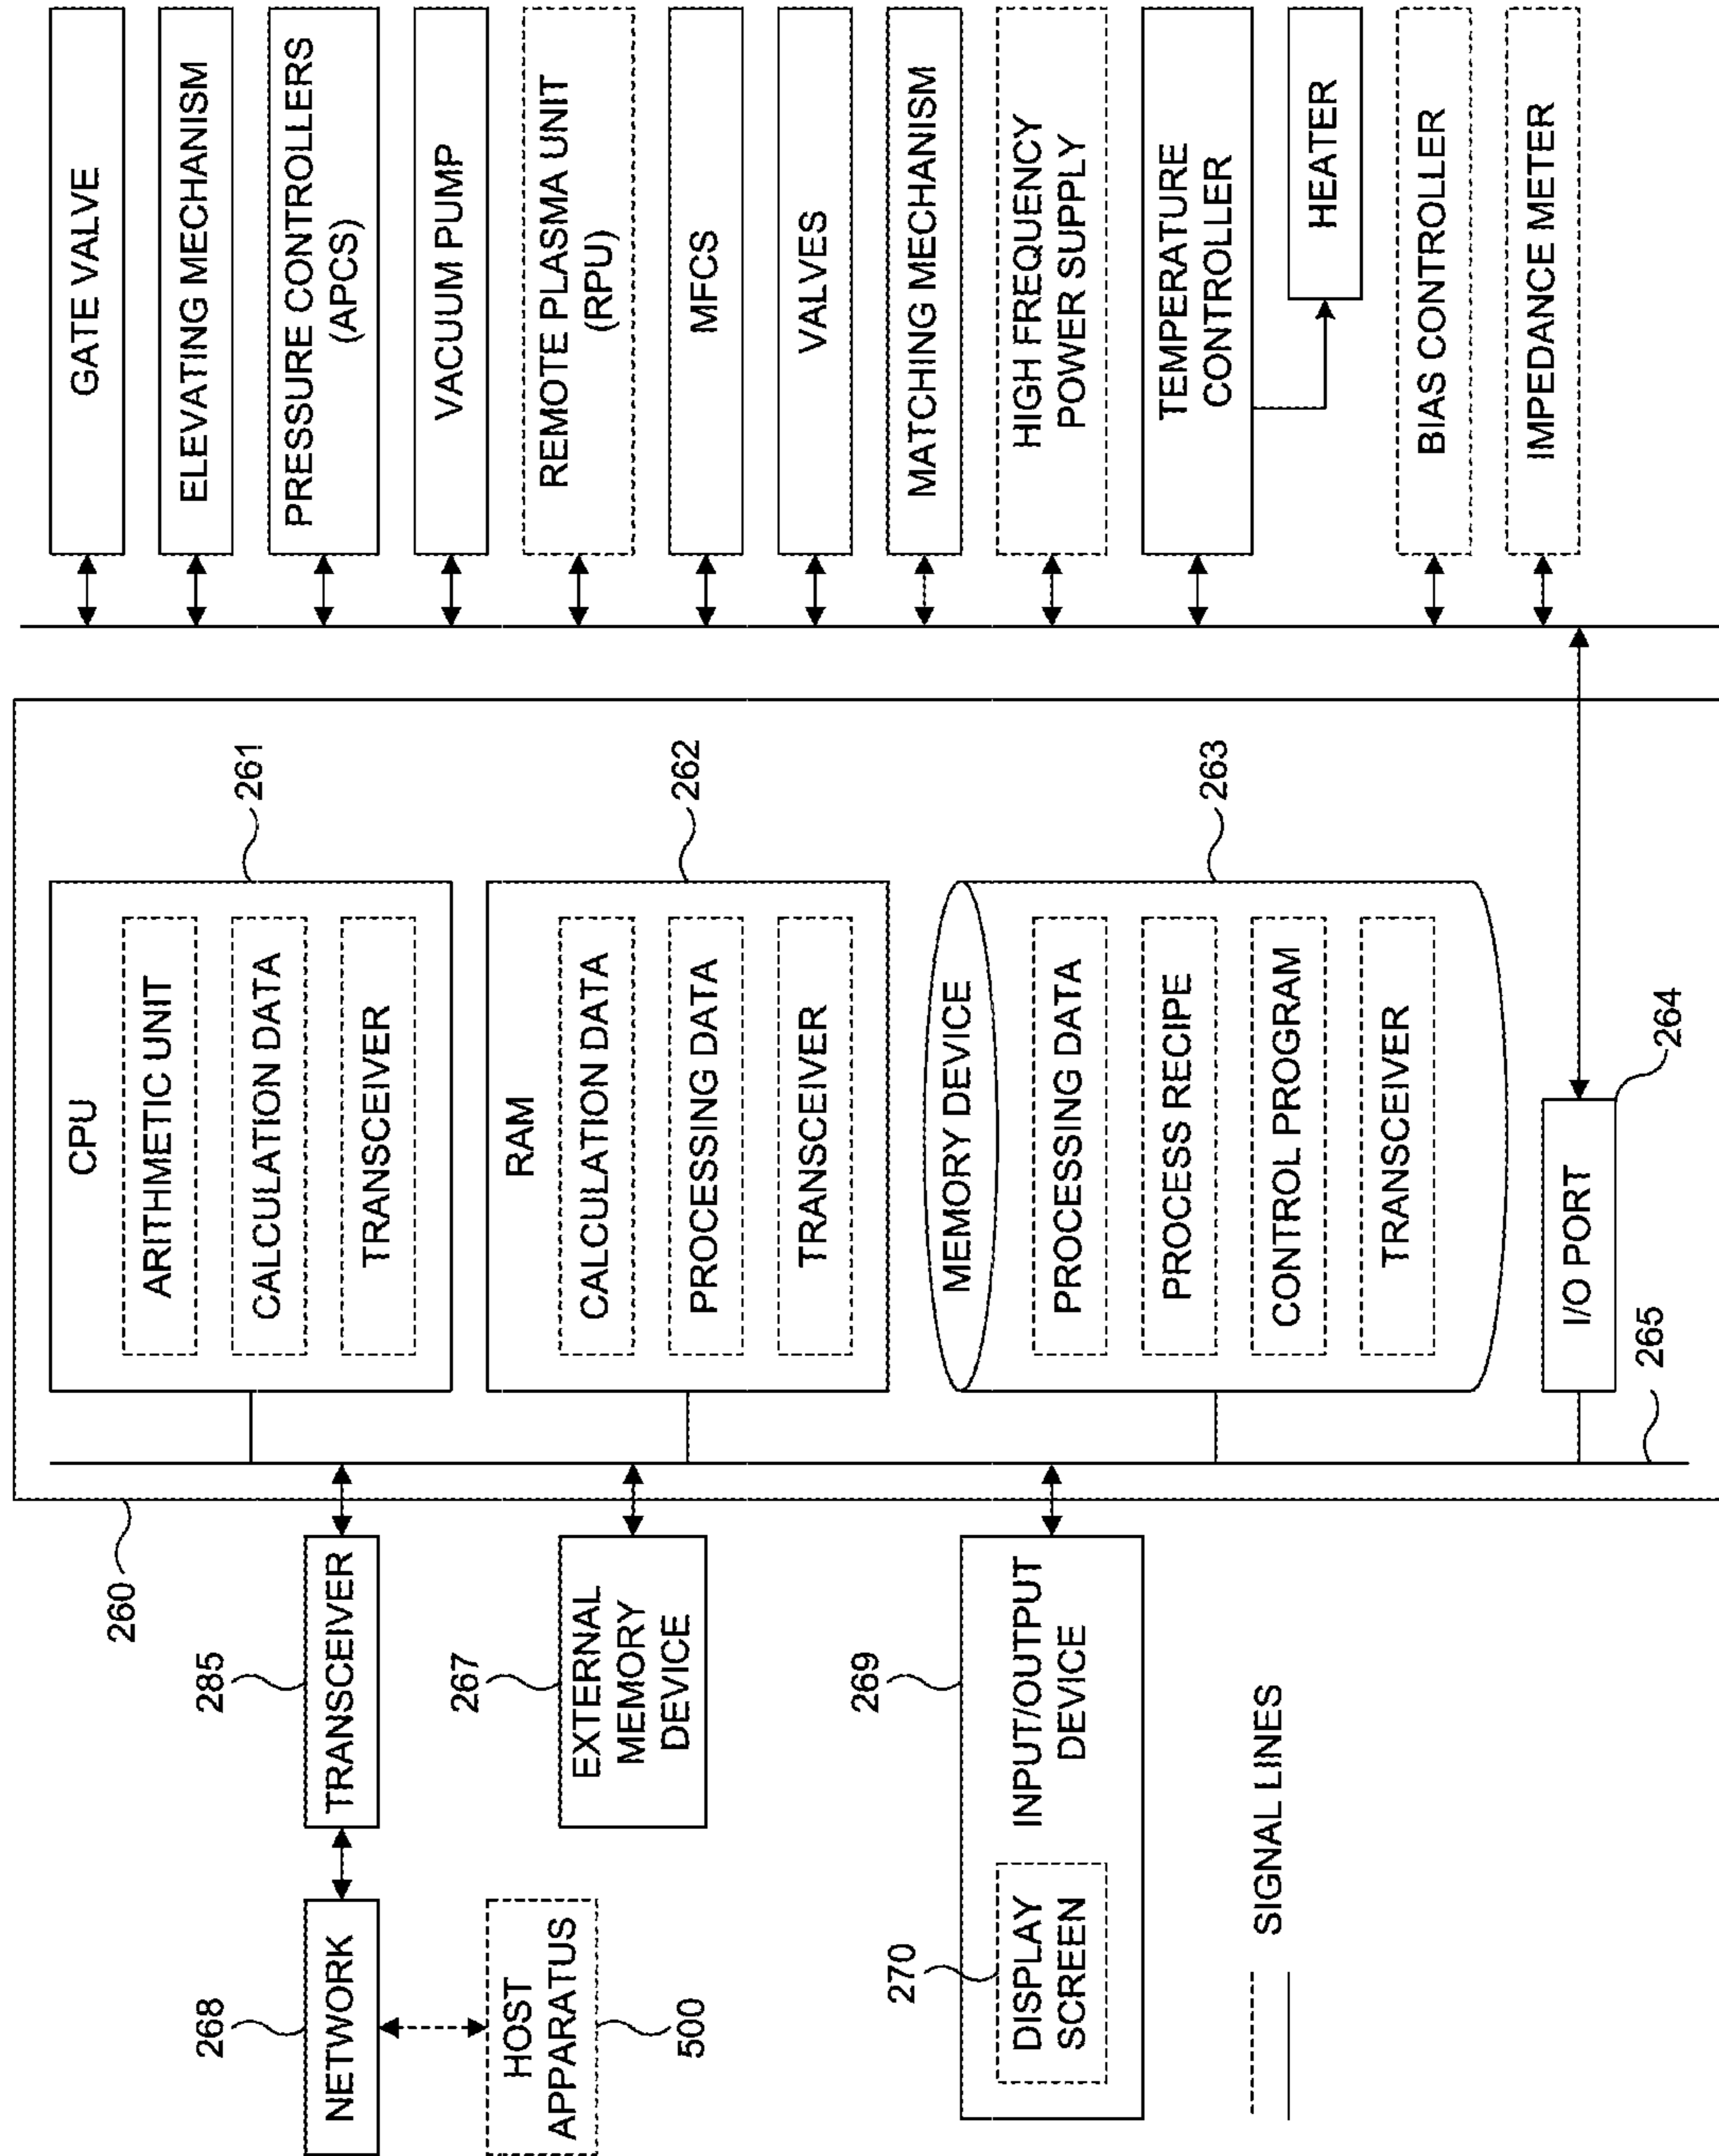 260
268
NETWORK
285
TRANSCEIVER
HOST
APPARATUS
500
267
EXTERNAL
MEMORY
DEVICE
269
INPUT/OUTPUT
DEVICE
270
DISPLAY
SCREEN
SIGNAL LINES
CPU
261
ARITHMETIC UNIT
CALCULATION DATA
TRANSCEIVER
RAM
262
CALCULATION DATA
PROCESSING DATA
TRANSCEIVER
MEMORY DEVICE
263
PROCESSING DATA
PROCESS RECIPE
CONTROL PROGRAM
TRANSCEIVER
I/O PORT
264
265
GATE VALVE
ELEVATING MECHANISM
PRESSURE CONTROLLERS
(APCS)
VACUUM PUMP
REMOTE PLASMA UNIT
(RPU)
MFCS
VALVES
MATCHING MECHANISM
HIGH FREQUENCY
POWER SUPPLY
TEMPERATURE
CONTROLLER
HEATER
BIAS CONTROLLER
IMPEDANCE METER